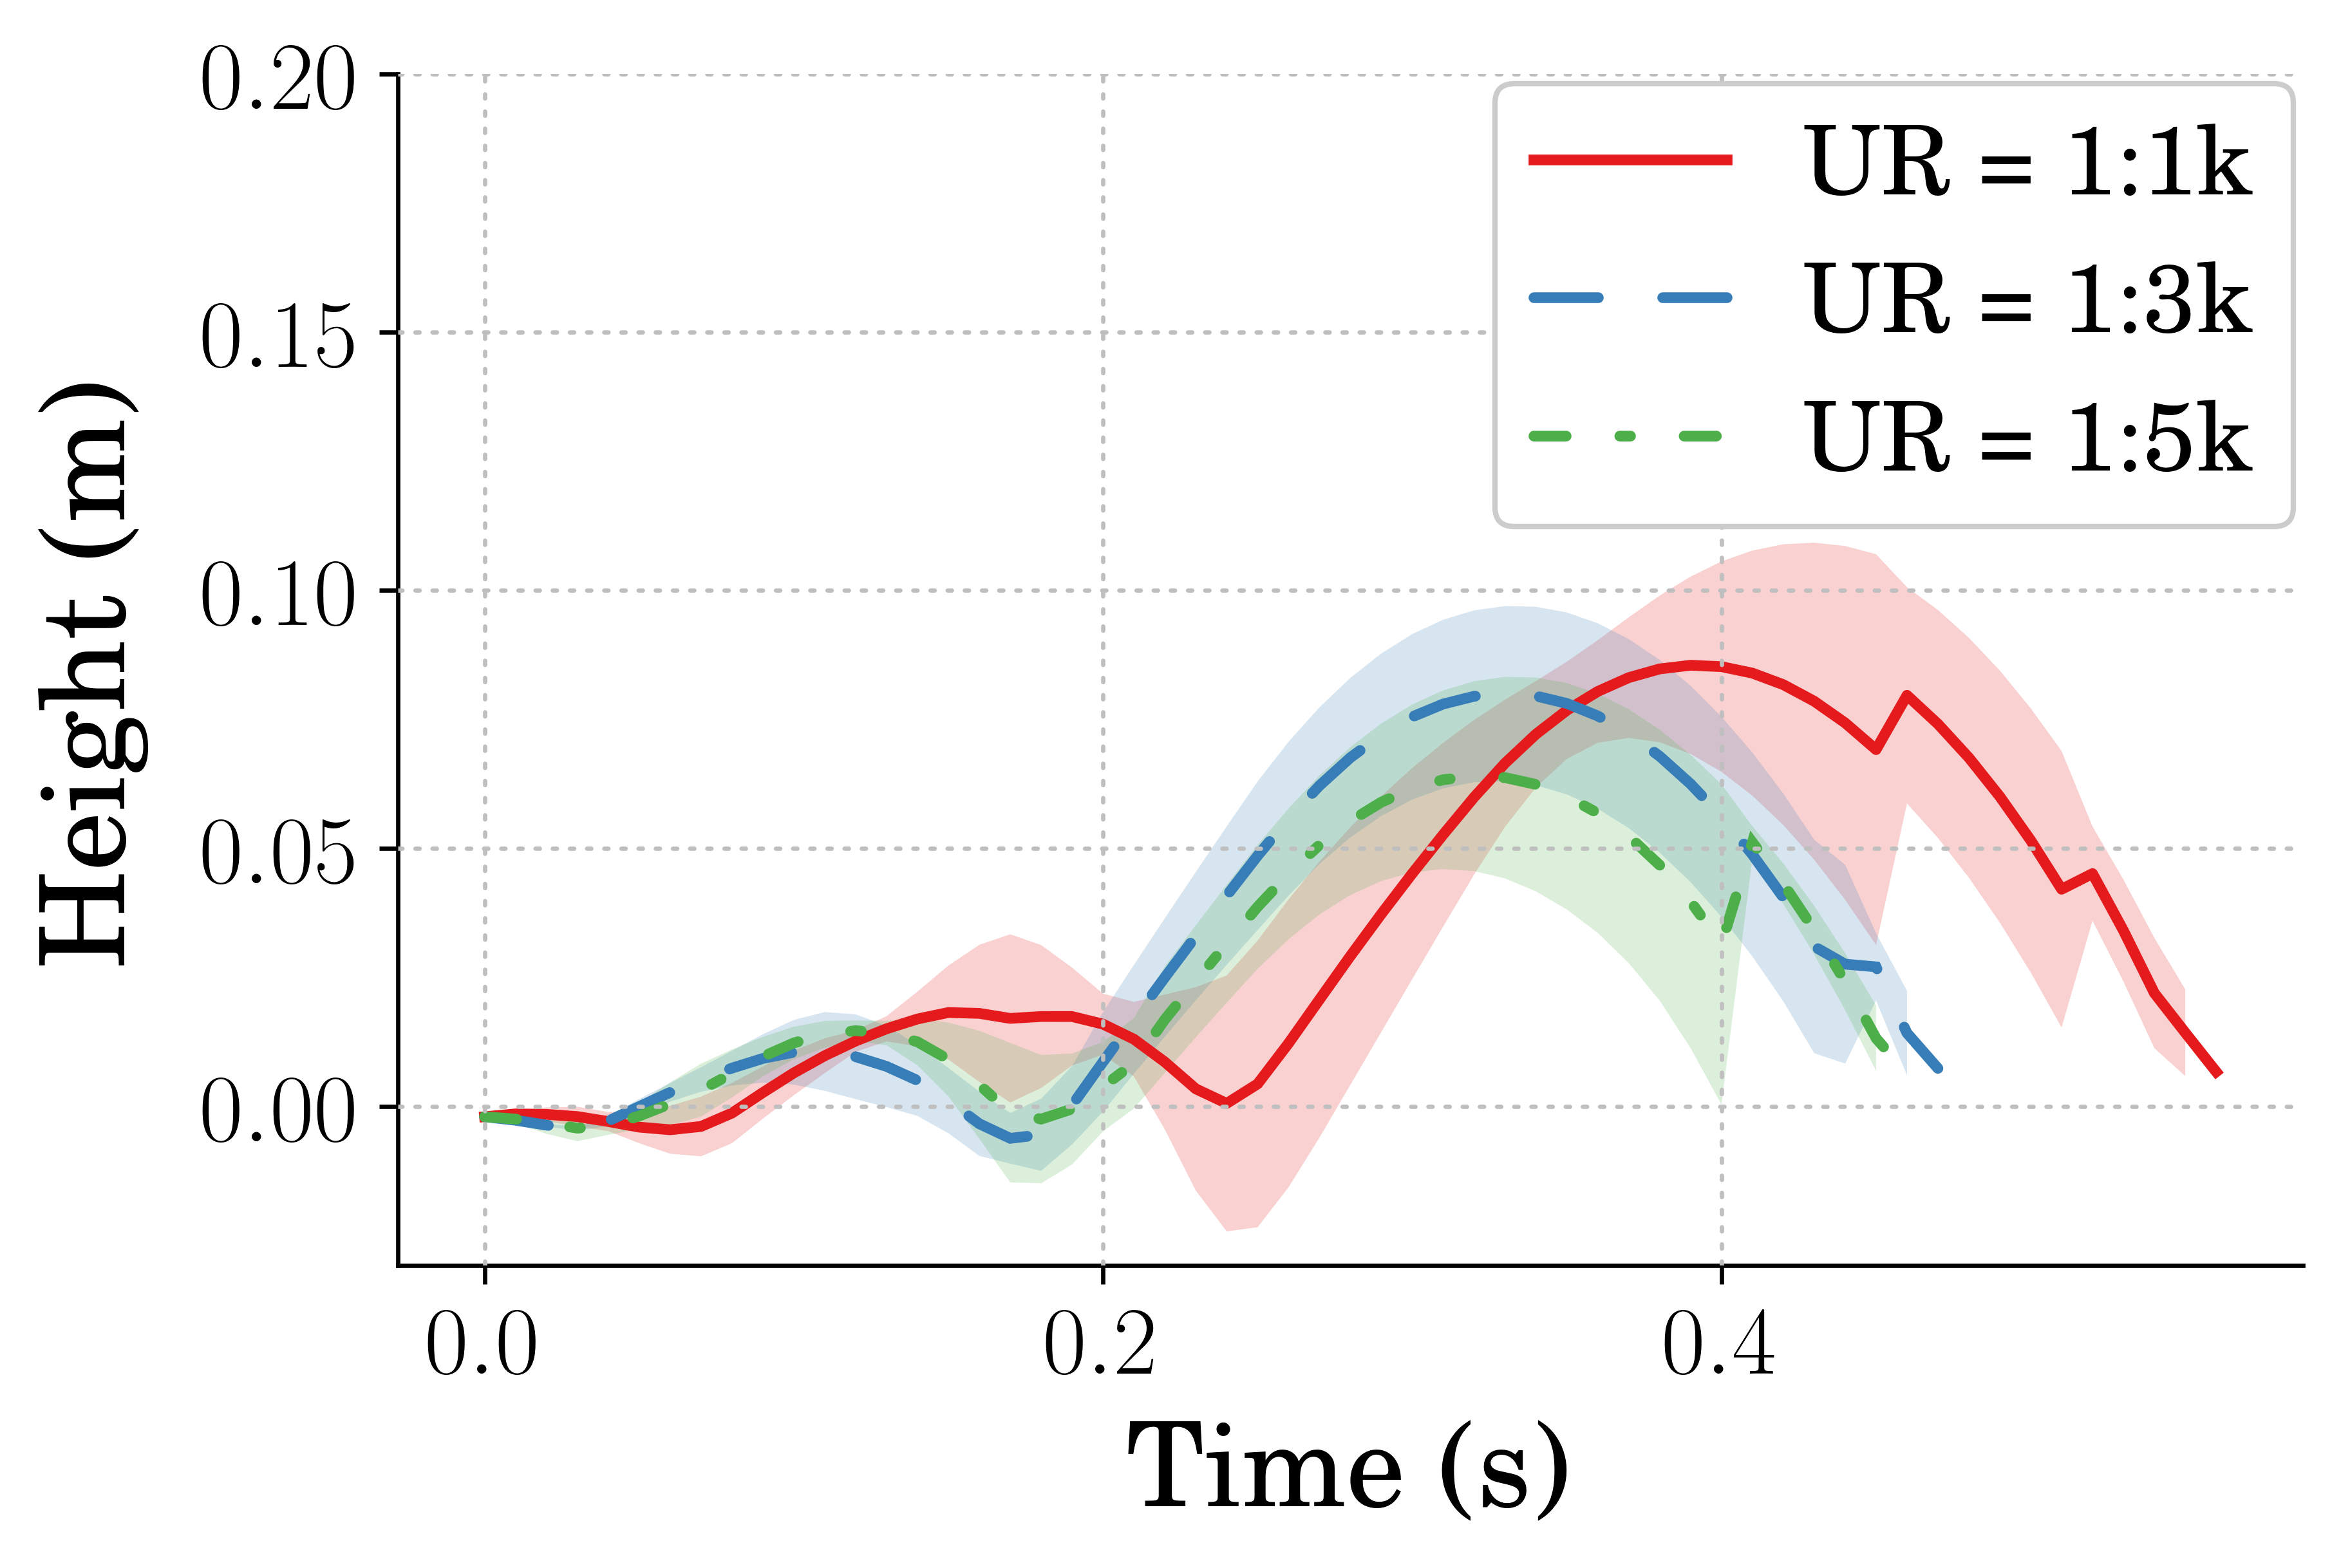 0.20
0.15
0.10
0.05
0.00
Height (m)
UR = 1:1k
UR = 1:3k
UR = 1:5k
0.0
0.2
0.4
Time (s)